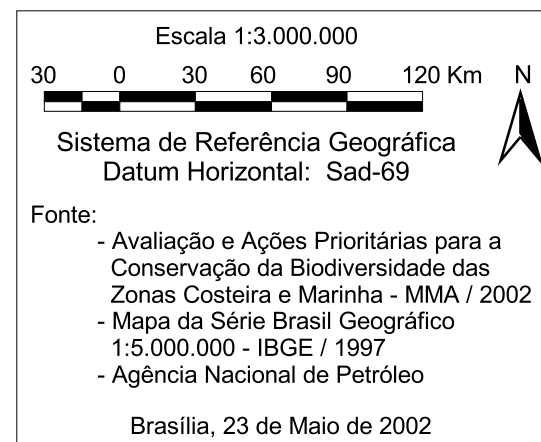 Escala 1:3.000.000
30 0 30 60 90 120 Km N
Sistema de Referência Geográfica
Datum Horizontal: Sad-69
Fonte:
- Avaliação e Ações Prioritárias para a
Conservação da Biodiversidade das
Zonas Costeira e Marinha - MMA / 2002
- Mapa da Série Brasil Geográfico
1:5.000.000 - IBGE / 1997
- Agência Nacional de Petróleo
Brasília, 23 de Maio de 2002